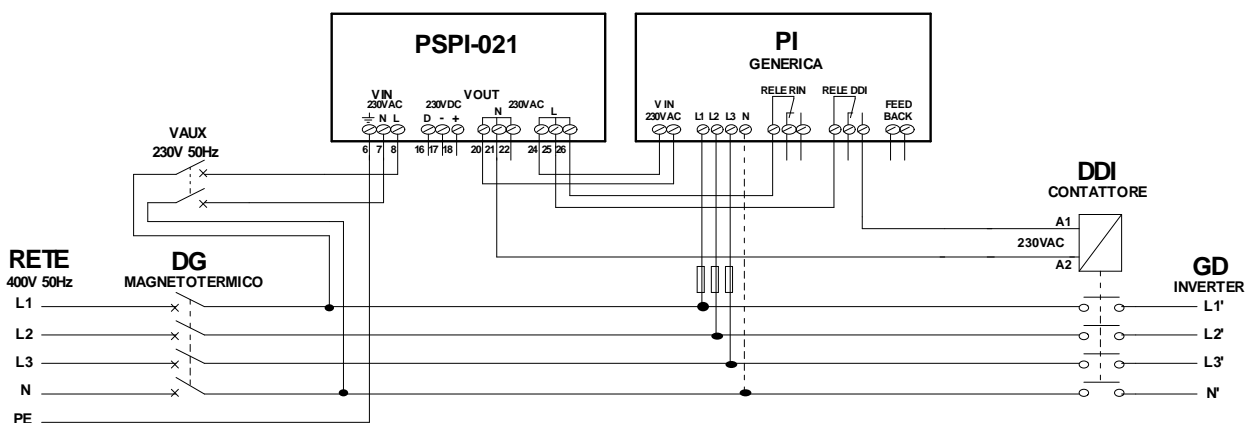 PSPI-021
PI
GENERICA
VIN
230VAC
N L
230VDC
D - +
VOUT
N
230VAC
L
6 7 8 16 17 18 20 21 22 24 25 26
V IN
230VAC
L1 L2 L3 N
RELE RIN
RELE DDI
FEED
BACK
VAUX
230V 50Hz
DDI
CONTATTORE
A1
230VAC
A2
RETE
400V 50Hz
DG
MAGNETOTERMICO
GD
INVERTER
L1
L1'
L2
L2'
L3
L3'
N
N'
PE